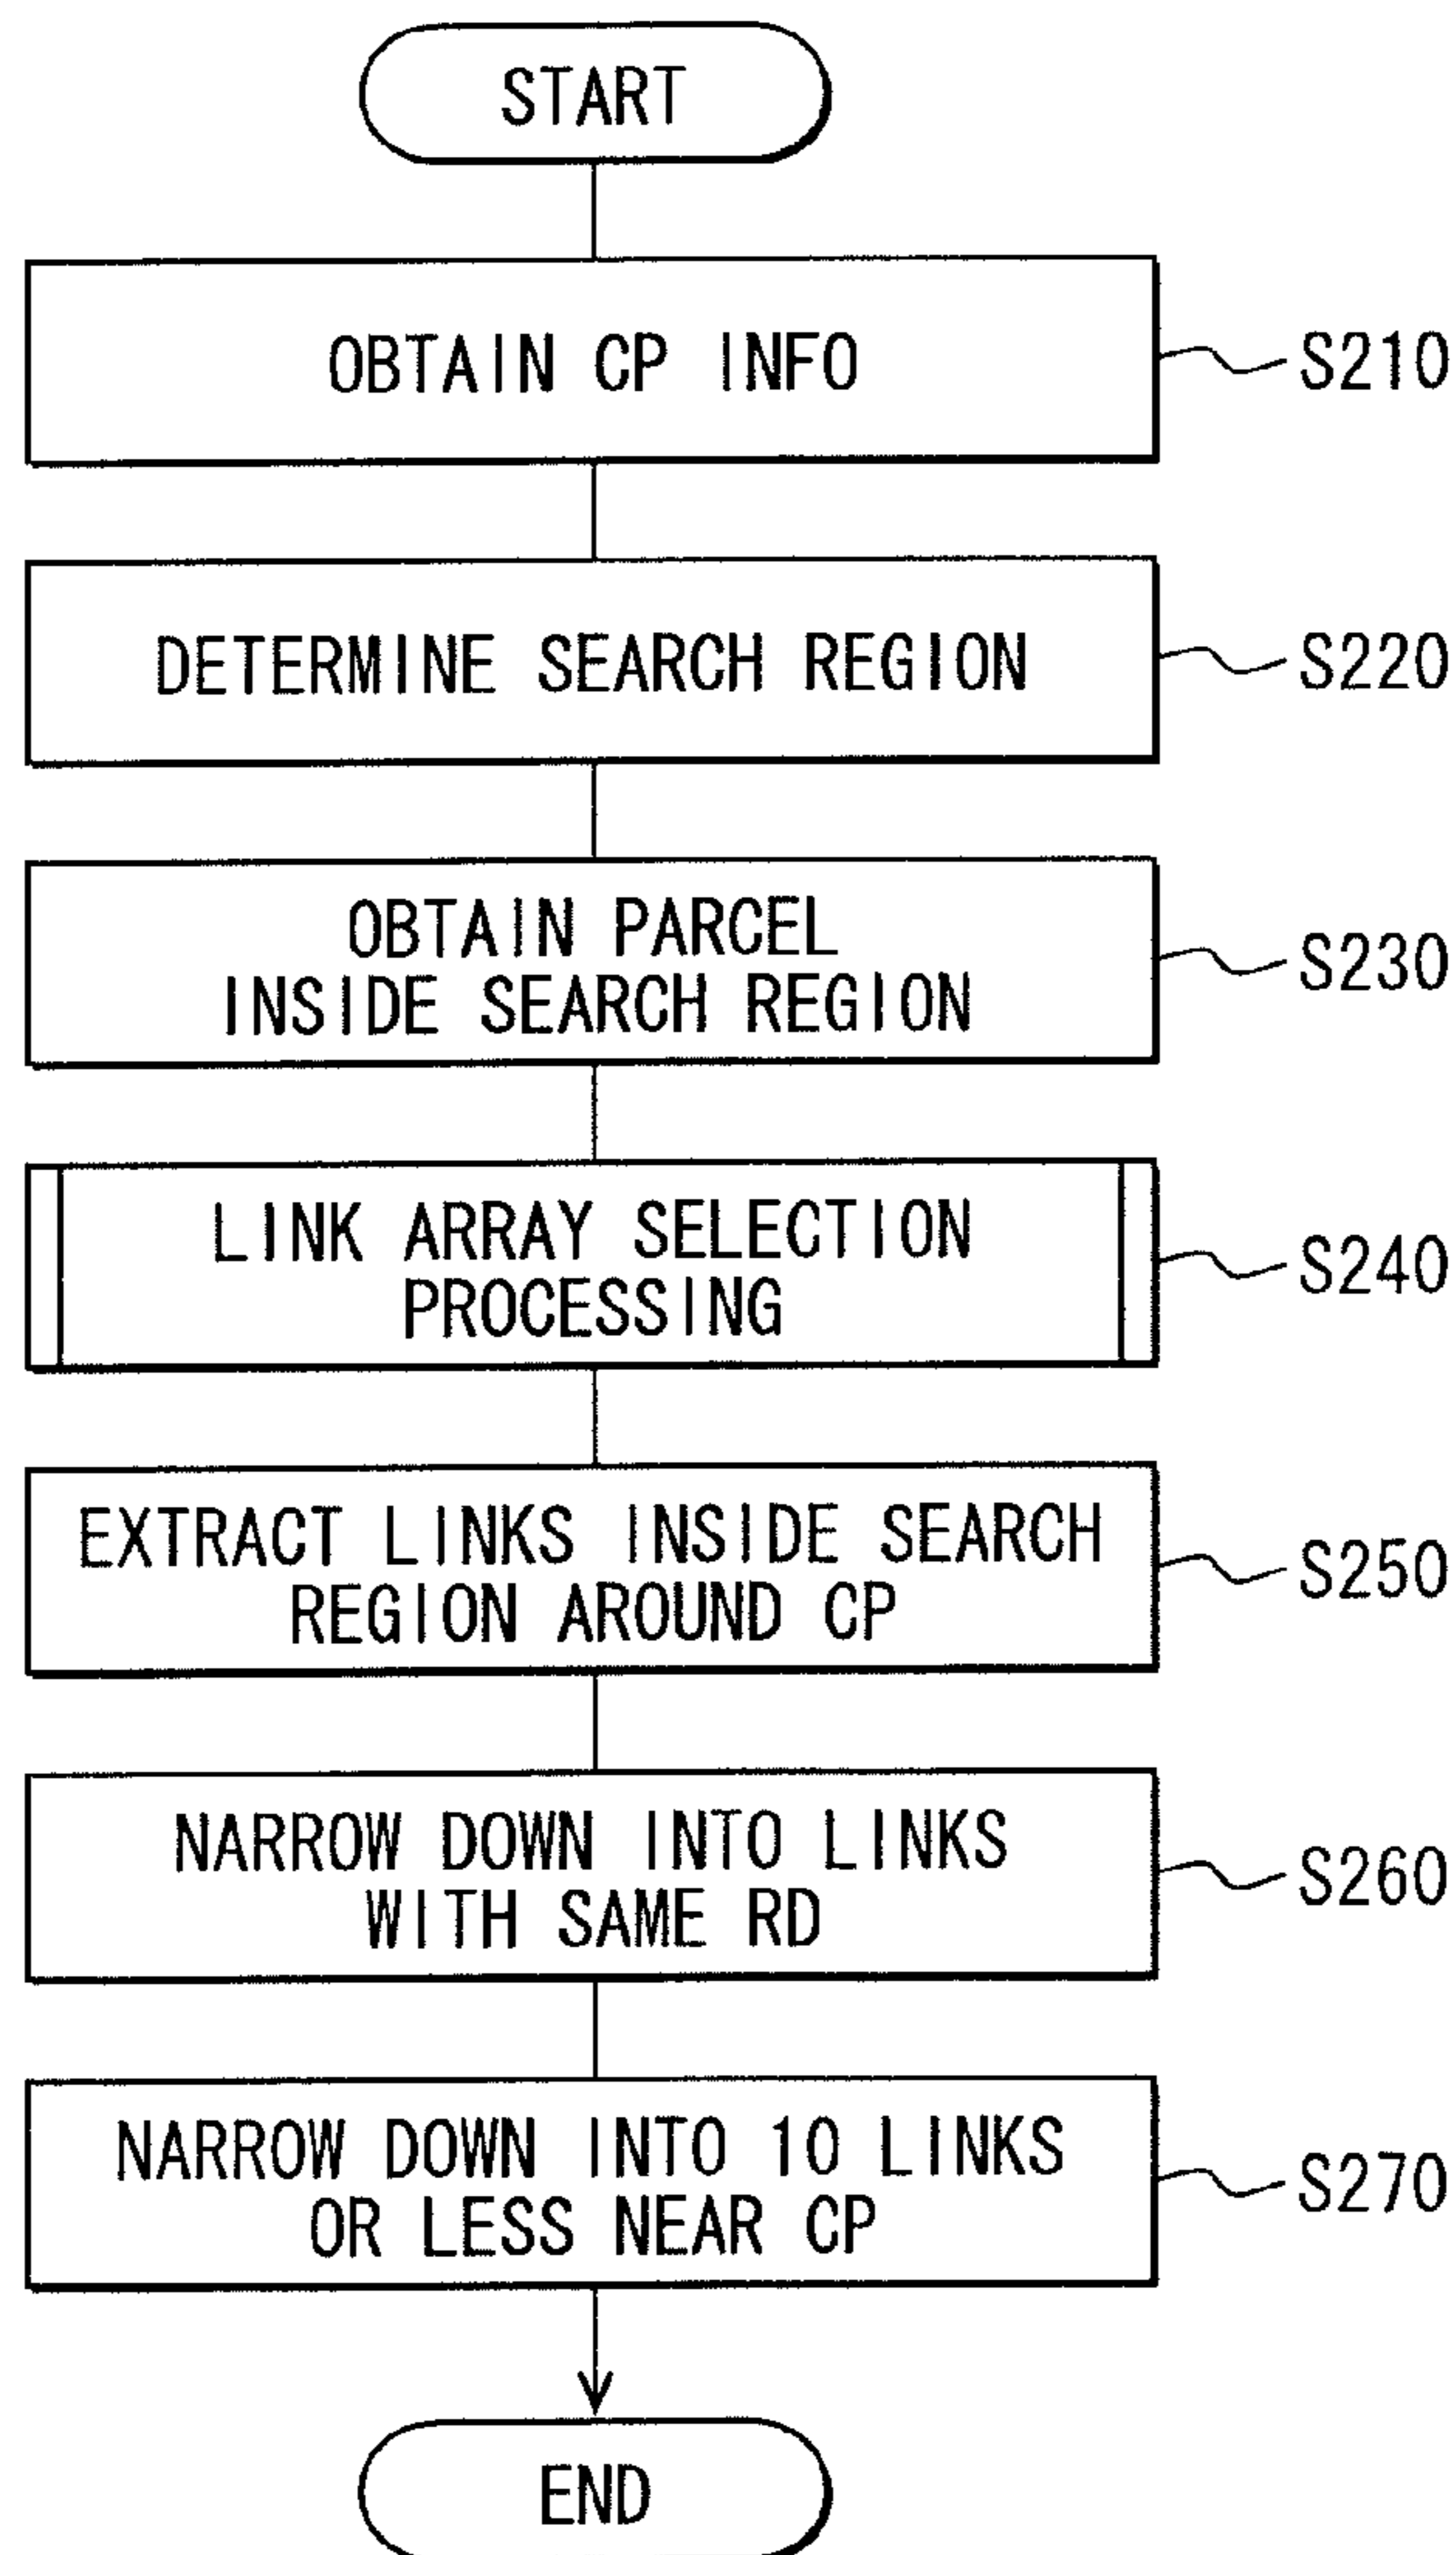 START
OBTAIN CP INFO
S210
DETERMINE SEARCH REGION
S220
OBTAIN PARCEL
INSIDE SEARCH REGION
S230
LINK ARRAY SELECTION
PROCESSING
S240
EXTRACT LINKS INSIDE SEARCH
REGION AROUND CP
S250
NARROW DOWN INTO LINKS
WITH SAME RD
S260
NARROW DOWN INTO 10 LINKS
OR LESS NEAR CP
S270
END